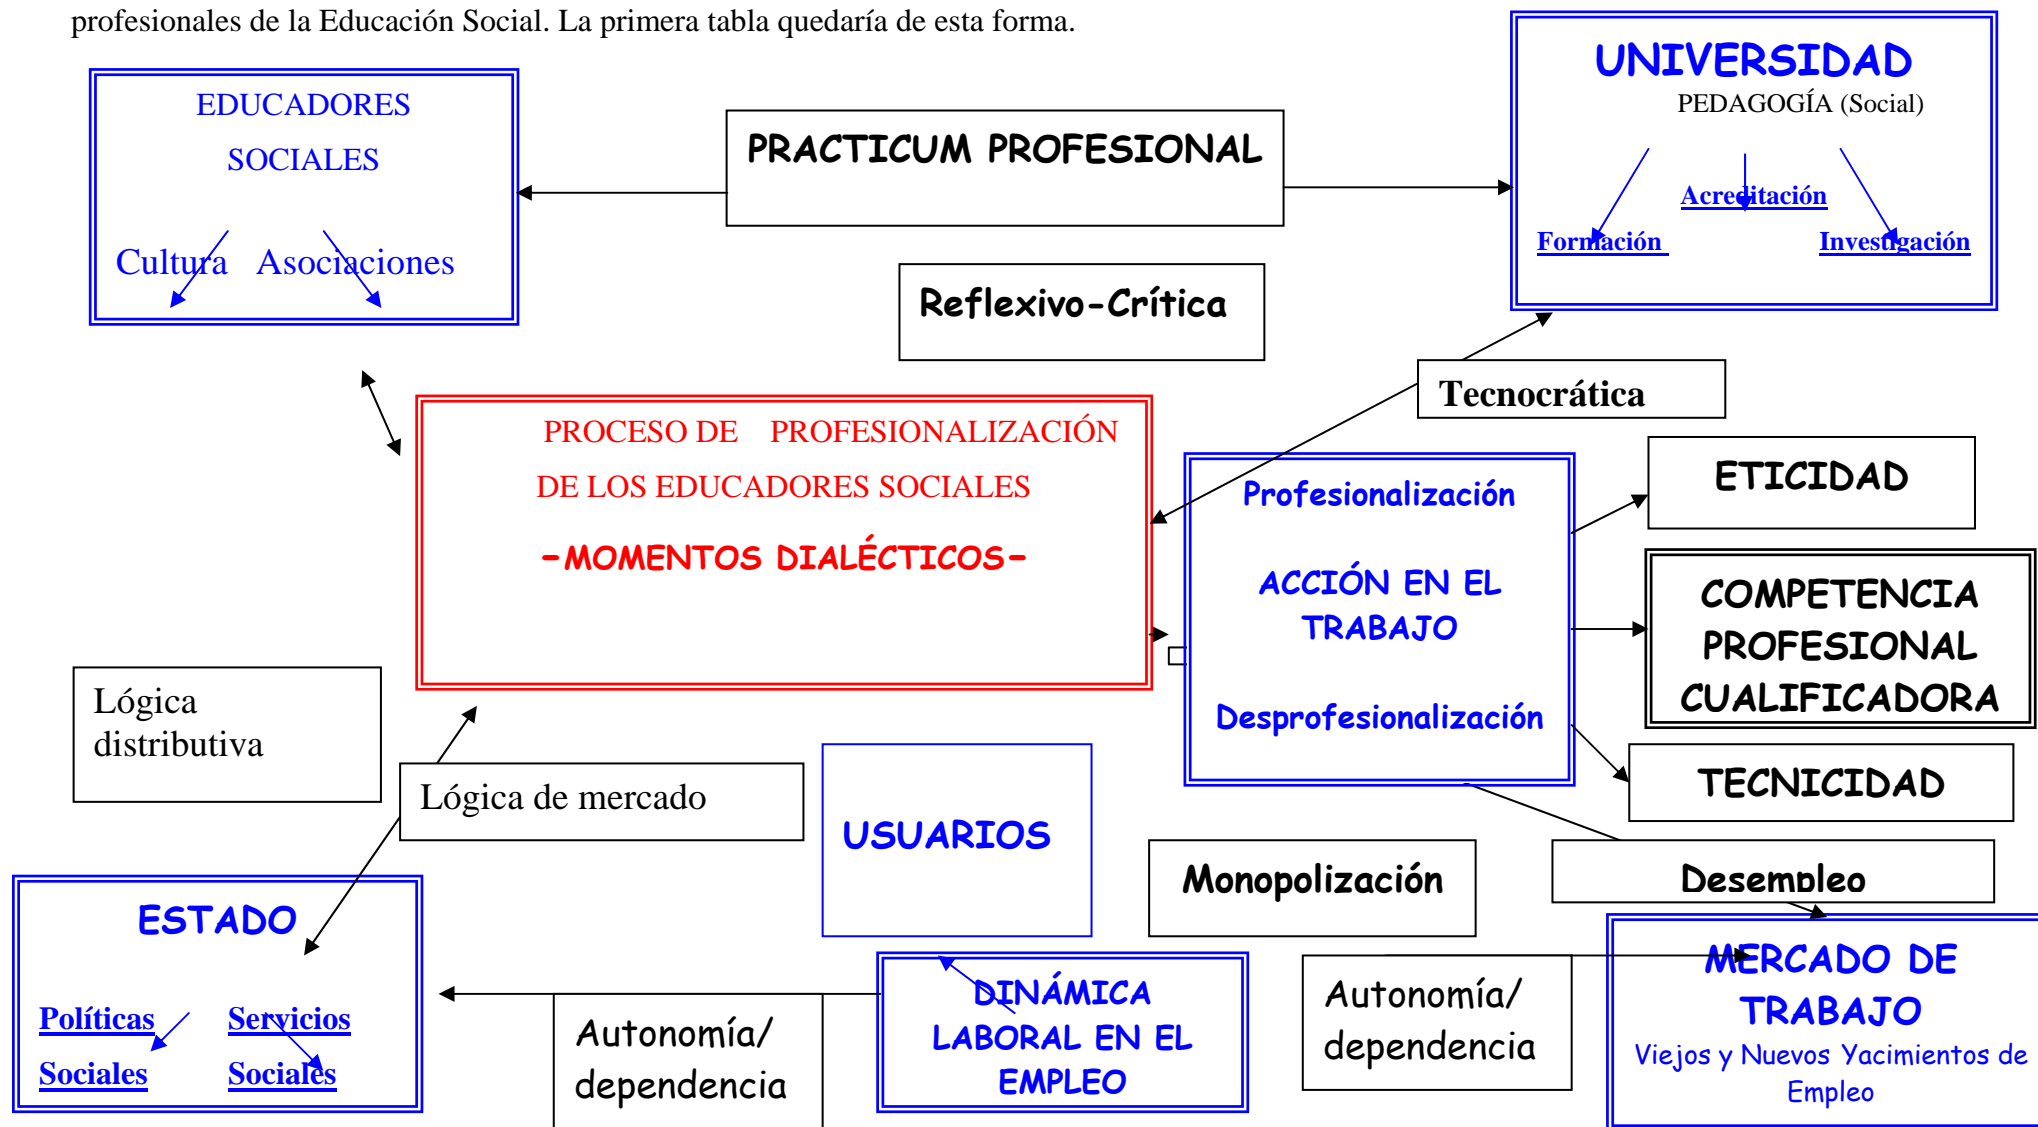 profesionales de la Educación Social. La primera tabla quedaría de esta forma.
EDUCADORES
SOCIALES
Cultura Asociaciones
PRACTICUM PROFESIONAL
UNIVERSIDAD
PEDAGOGÍA (Social)
Acreditación
Formación Investigación
Reflexivo-Crítica
Tecnocrática
PROCESO DE PROFESIONALIZACIÓN
DE LOS EDUCADORES SOCIALES
-MOMENTOS DIALÉCTICOS-
Profesionalización
ACCIÓN EN EL
TRABAJO
Desprofesionalización
ETICIDAD
COMPETENCIA
PROFESIONAL
CUALIFICADORA
TECNICIDAD
Lógica
distributiva
Lógica de mercado
USUARIOS
Monopolización
Desempleo
ESTADO
Políticas Servicios
Sociales Sociales
Autonomía/
dependencia
DINÁMICA
LABORAL EN EL
EMPLEO
Autonomía/
dependencia
MERCADO DE
TRABAJO
Viejos y Nuevos Yacimientos de
Empleo